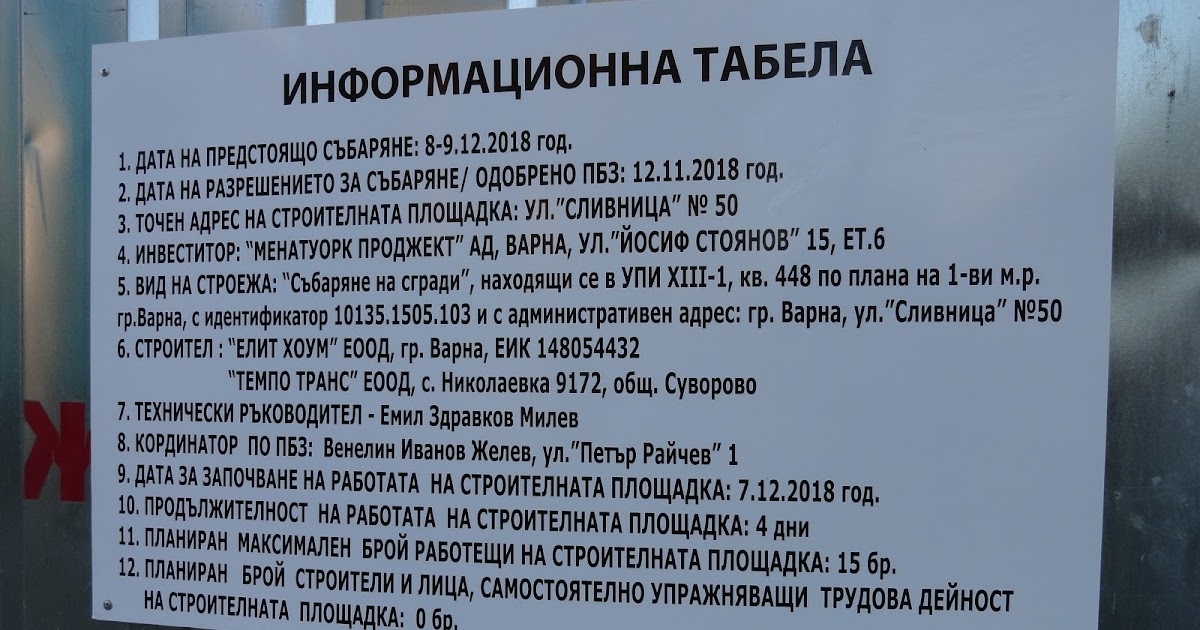 ИНФОРМАЦИОННА ТАБЕЛА
1. ДАТА НА ПРЕДСТОЯЩО СЪБАРЯНЕ: 8-9.12.2018 год.
2. ДАТА НА РАЗРЕШЕНИЕТО ЗА СЪБАРЯНЕ/ ОДОБРЕНО ПБЗ: 12.11.2018 год.
3. ТОЧЕН АДРЕС НА СТРОИТЕЛНАТА ПЛОЩАДКА: УЛ."СЛИВНИЦА" № 50
4. ИНВЕСТИТОР: "МЕНАТУОРК ПРОДЖЕКТ" АД, ВАРНА, УЛ."ЙОСИФ СТОЯНОВ" 15, ЕТ.6
5. ВИД НА СТРОЕЖА: "Събаряне на сгради", находящи се в УПИ XIII-1, кв. 448 по плана на 1-ви м.р.
гр.Варна, с идентификатор 10135.1505.103 и с административен адрес: гр. Варна, ул."Сливница" №50
6. СТРОИТЕЛ : "ЕЛИТ ХОУМ" ЕООД, гр. Варна, ЕИК 148054432
"ТЕМПО ТРАНС" ЕООД, с. Николаевка 9172, общ. Суворово
7. ТЕХНИЧЕСКИ РЪКОВОДИТЕЛ - Емил Здравков Милев
8. КОРДИНАТОР ПО ПБЗ: Венелин Иванов Желев, ул."Петър Райчев" 1
9. ДАТА ЗА ЗАПОЧВАНЕ НА РАБОТАТА НА СТРОИТЕЛНАТА ПЛОЩАДКА: 7.12.2018 год.
10. ПРОДЪЛЖИТЕЛНОСТ НА РАБОТАТА НА СТРОИТЕЛНАТА ПЛОЩАДКА: 4 дни
11. ПЛАНИРАН МАКСИМАЛЕН БРОЙ РАБОТЕЩИ НА СТРОИТЕЛНАТА ПЛОЩАДКА: 15 бр.
12. ПЛАНИРАН БРОЙ СТРОИТЕЛИ И ЛИЦА, САМОСТОЯТЕЛНО УПРАЖНЯВАЩИ ТРУДОВА ДЕЙНОСТ
НА СТРОИТЕЛНАТА ПЛОЩАДКА: 0 бр.